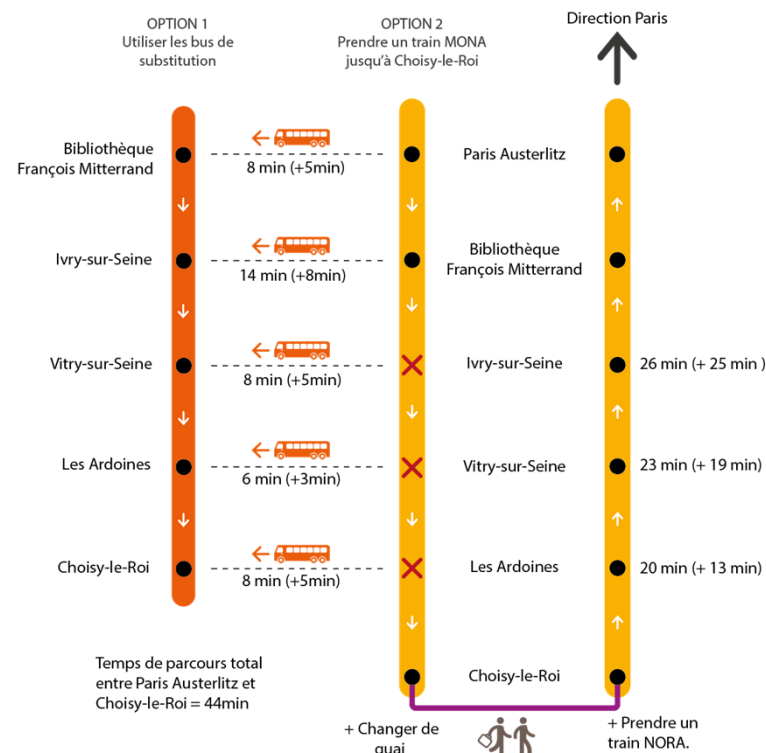 OPTION 1
Utiliser les bus de
substitution
OPTION 2
Prendre un train MONA
jusqu'à Choisy-le-Roi
Direction Paris
Bibliothèque
François Mitterrand
8 min (+5min)
Paris Austerlitz
Ivry-sur-Seine
14 min (+8min)
Bibliothèque
François Mitterrand
Vitry-sur-Seine
8 min (+5min)
Ivry-sur-Seine
26 min (+ 25 min )
Les Ardoines
6 min (+3min)
Vitry-sur-Seine
23 min (+ 19 min)
Choisy-le-Roi
8 min (+5min)
Les Ardoines
20 min (+ 13 min)
Temps de parcours total
entre Paris Austerlitz et
Choisy-le-Roi = 44min
Choisy-le-Roi
+ Changer de
quai
+ Prendre un
train NORA.